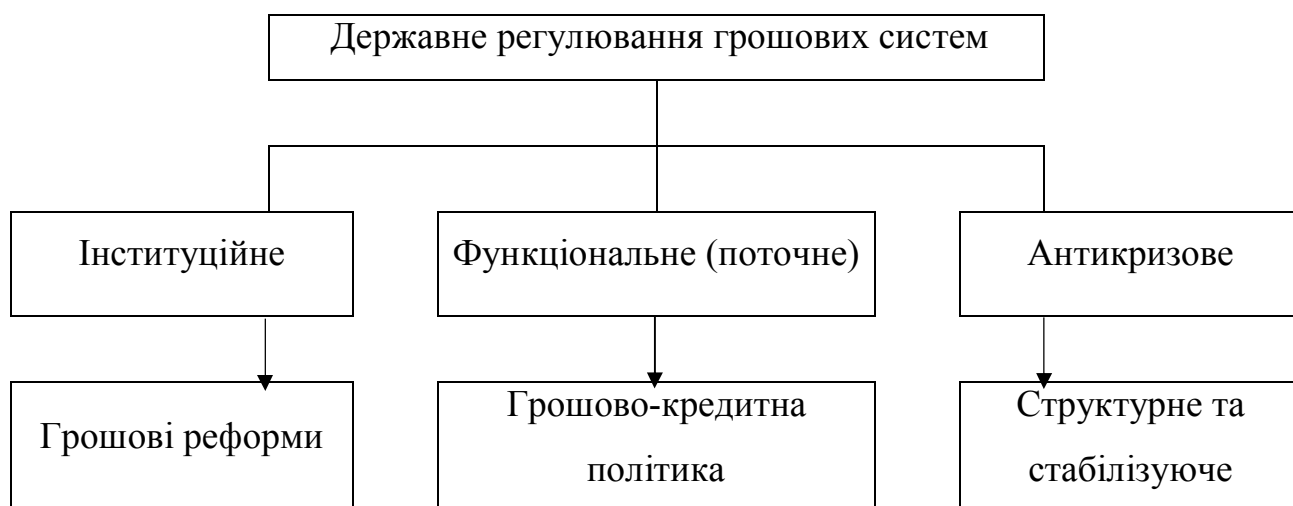 Державне регулювання грошових систем
Інституційне
Функціональне (поточне)
Антикризове
Грошові реформи
Грошово-кредитна
політика
Структурне та
стабілізуюче